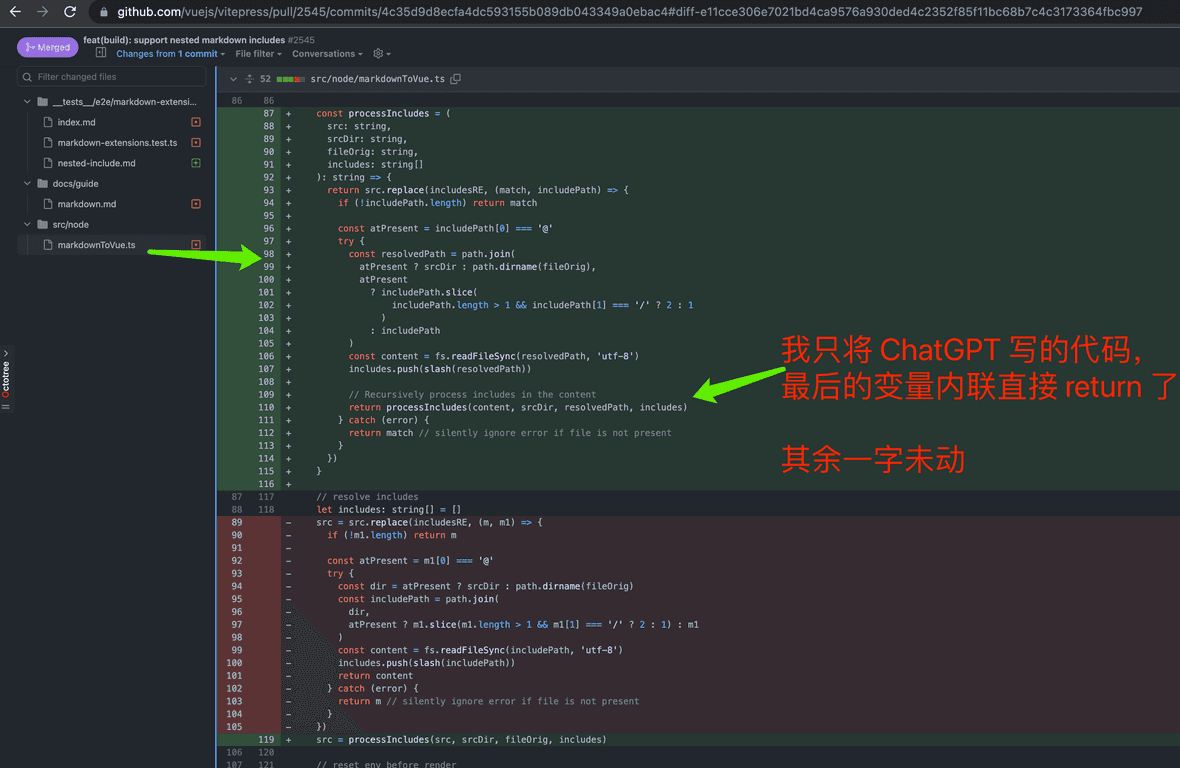 github.com/vuejs/vitepress/pull/2545/commits/4c35d9d8ecfa4dc593155b089db043349a0ebac4#diff-e11cce306e7021bd4ca9576a930ded4c2352f85f11bc68b7c4c3173364fbc997
Merged
feat(build): support nested markdown includes #2545
Changes from 1 commit
File filter
Conversations
Filter changed files
__tests__/e2e/markdown-extensi...
index.md
markdown-extensions.test.ts
nested-include.md
docs/guide
markdown.md
src/node
markdownToVue.ts
Octotree
52 src/node/markdownToVue.ts
86 86
87 + const processIncludes = (
88 + src: string,
89 + srcDir: string,
90 + fileOrig: string,
91 + includes: string[]
92 + ): string => {
93 + return src.replace(includesRE, (match, includePath) => {
94 + if (!includePath.length) return match
95 +
96 + const atPresent = includePath[0] === '@'
97 + try {
98 + const resolvedPath = path.join(
99 + atPresent ? srcDir : path.dirname(fileOrig),
100 + atPresent
101 + ? includePath.slice(
102 + includePath.length > 1 && includePath[1] === '/' ? 2 : 1
103 + )
104 + : includePath
105 + )
106 + const content = fs.readFileSync(resolvedPath, 'utf-8')
107 + includes.push(slash(resolvedPath))
108 +
109 + // Recursively process includes in the content
110 + return processIncludes(content, srcDir, resolvedPath, includes)
111 + } catch (error) {
112 + return match // silently ignore error if file is not present
113 + }
114 + })
115 + }
116 +
87 117 // resolve includes
88 118 let includes: string[] = []
89 - src = src.replace(includesRE, (m, m1) => {
90 - if (!m1.length) return m
91 -
92 - const atPresent = m1[0] === '@'
93 - try {
94 - const dir = atPresent ? srcDir : path.dirname(fileOrig)
95 - const includePath = path.join(
96 - dir,
97 - atPresent ? m1.slice(m1.length > 1 && m1[1] === '/' ? 2 : 1) : m1
98 - )
99 - const content = fs.readFileSync(includePath, 'utf-8')
100 - includes.push(slash(includePath))
101 - return content
102 - } catch (error) {
103 - return m // silently ignore error if file is not present
104 - }
105 - })
119 + src = processIncludes(src, srcDir, fileOrig, includes)
106 120
107 121 // reset env before render
我只将 ChatGPT 写的代码,
最后的变量内联直接 return 了
其余一字未动